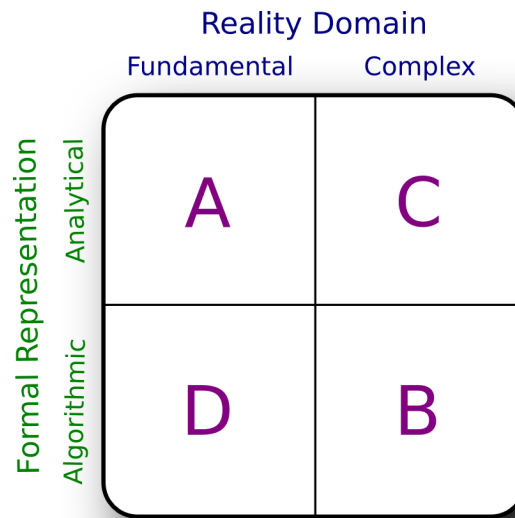 Reality Domain
Fundamental Complex
Formal Representation
Analytical
A C
Algorithmic
D B